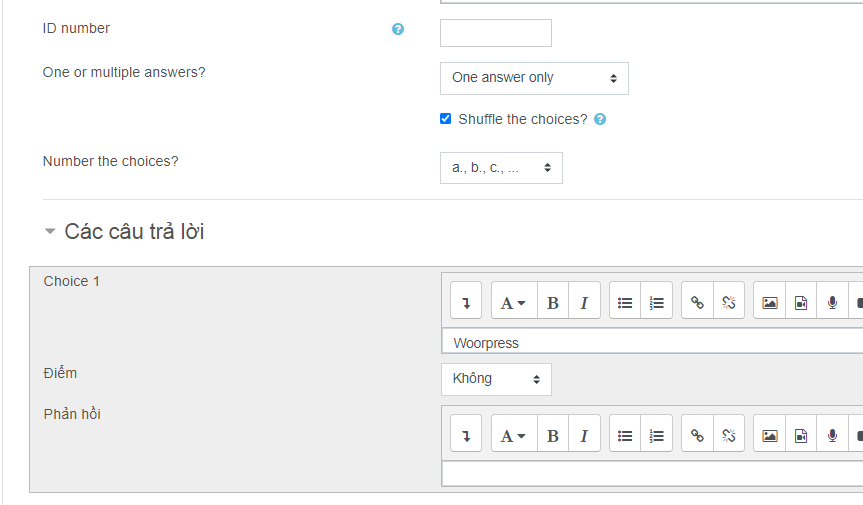 ID number
One or multiple answers?
One answer only
Shuffle the choices?
Number the choices?
a., b., c., ...
Các câu trả lời
Choice 1
A B I
Woorpress
Điểm
Không
Phản hồi
A B I